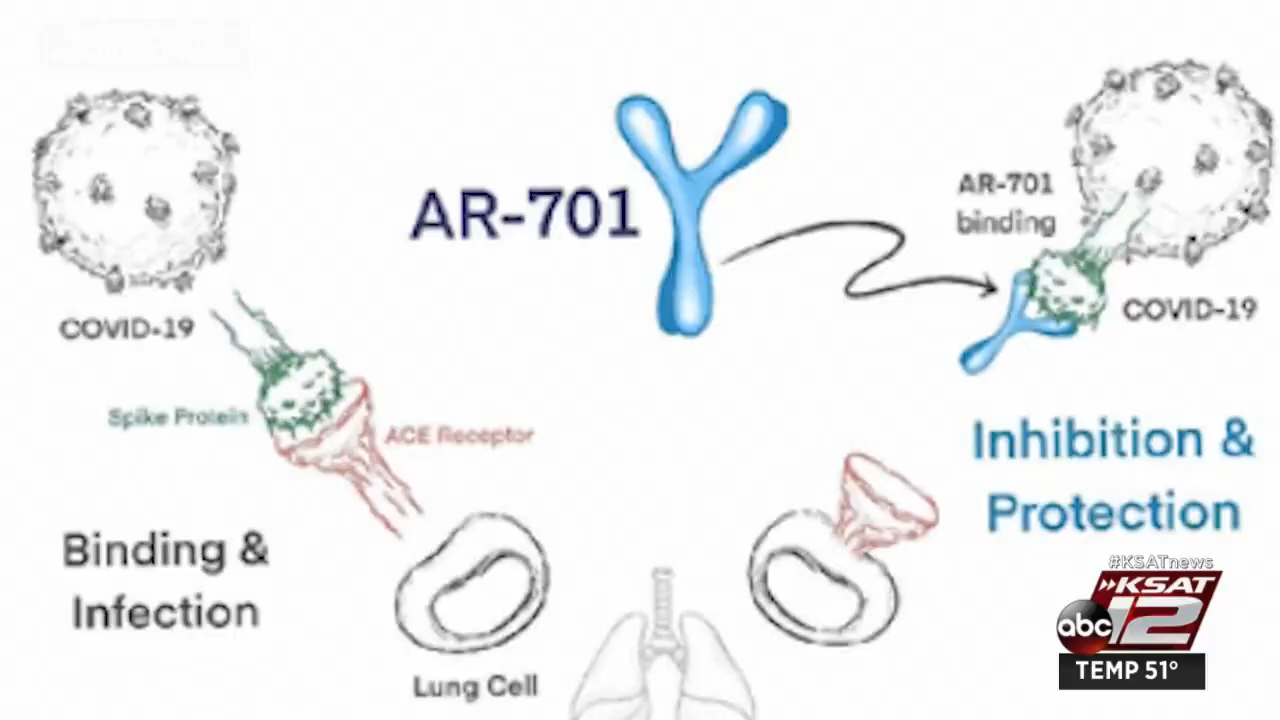 COVID-19
Spike Protein
ACE Receptor
Binding &
Infection
Lung Cell
AR-701
AR-701
binding
COVID-19
Inhibition &
Protection
#KSATnews
KSAT
abc
12
TEMP 51°